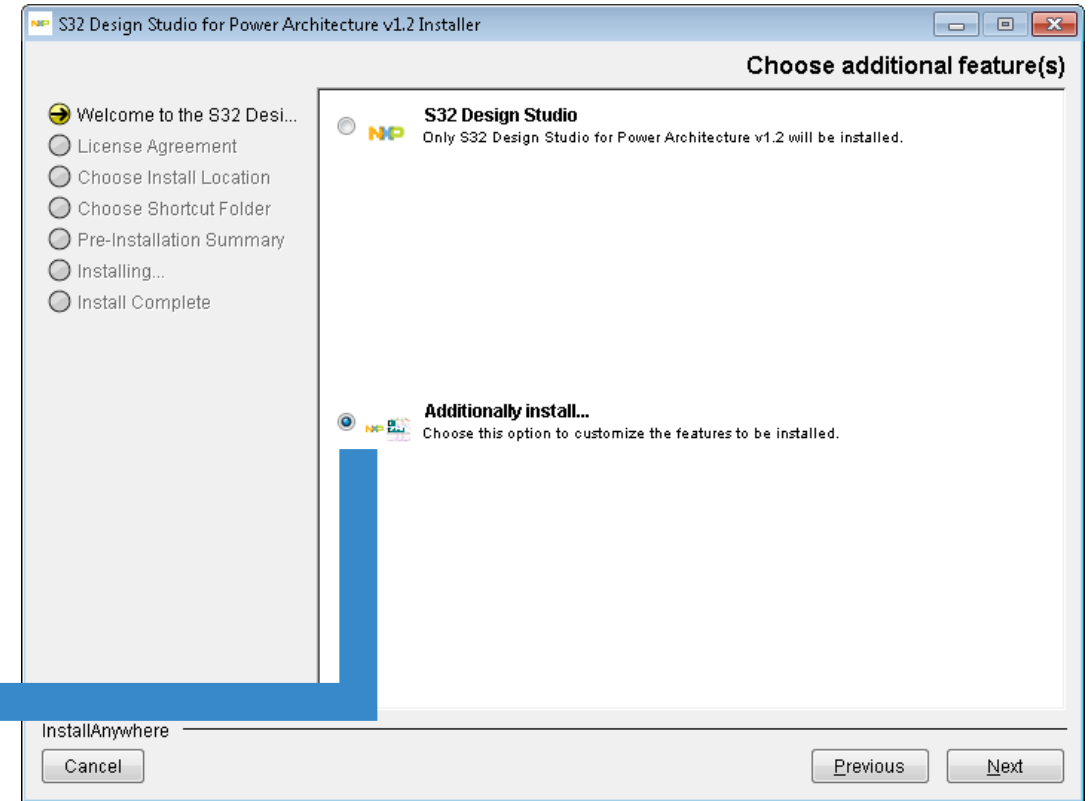 NXP S32 Design Studio for Power Architecture v1.2 Installer
Choose additional feature(s)
Welcome to the S32 Desi...
License Agreement
Choose Install Location
Choose Shortcut Folder
Pre-Installation Summary
Installing...
Install Complete
S32 Design Studio
NXP
Only S32 Design Studio for Power Architecture v1.2 will be installed.
Additionally install...
NXP
Choose this option to customize the features to be installed.
InstallAnywhere
Cancel
Previous
Next